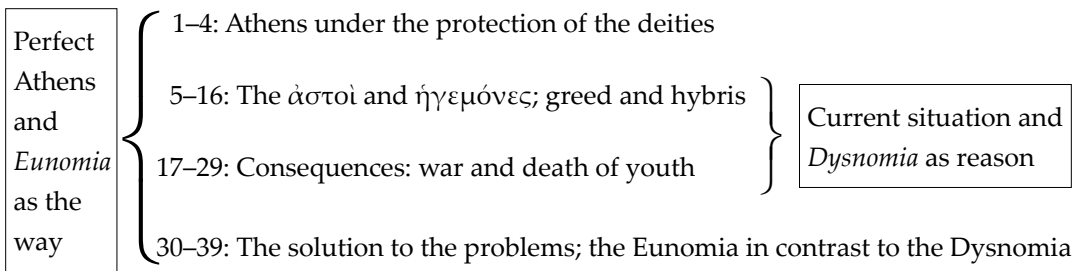 Perfect
Athens
and
Eunomia
as the
way
1–4: Athens under the protection of the deities
5–16: The ἀστοὶ and ἡγεμόνες; greed and hybris
17–29: Consequences: war and death of youth
30–39: The solution to the problems; the Eunomia in contrast to the Dysnomia
Current situation and
Dysnomia as reason